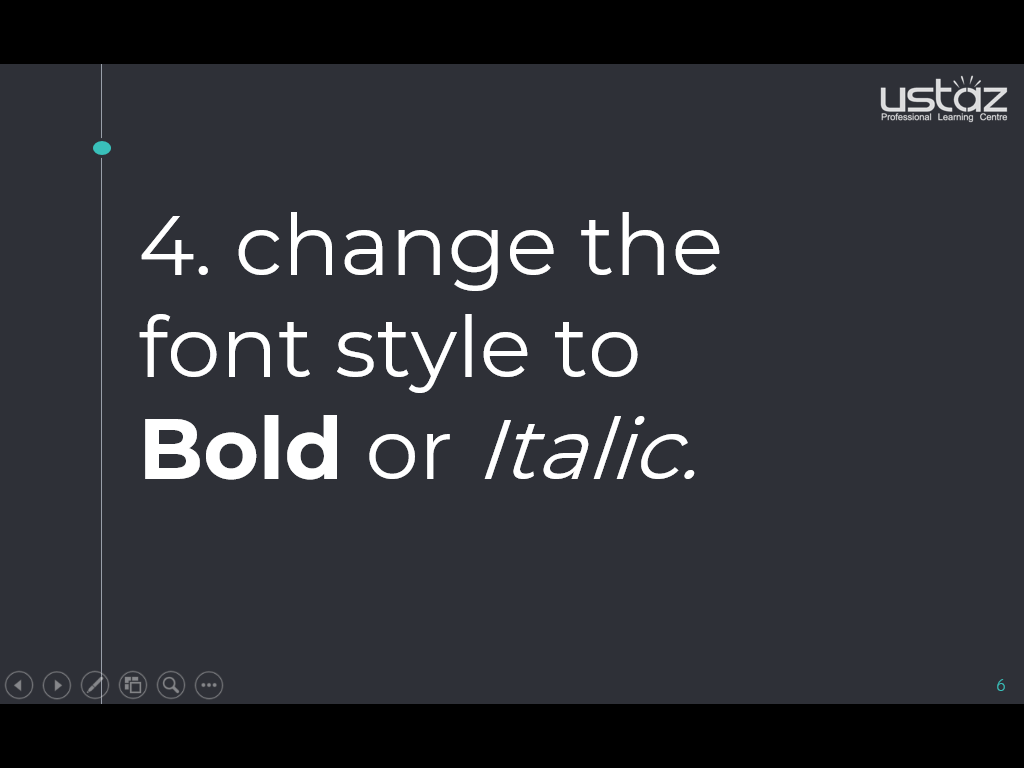 ustaz
Professional Learning Centre
4. change the
font style to
Bold or Italic.
6